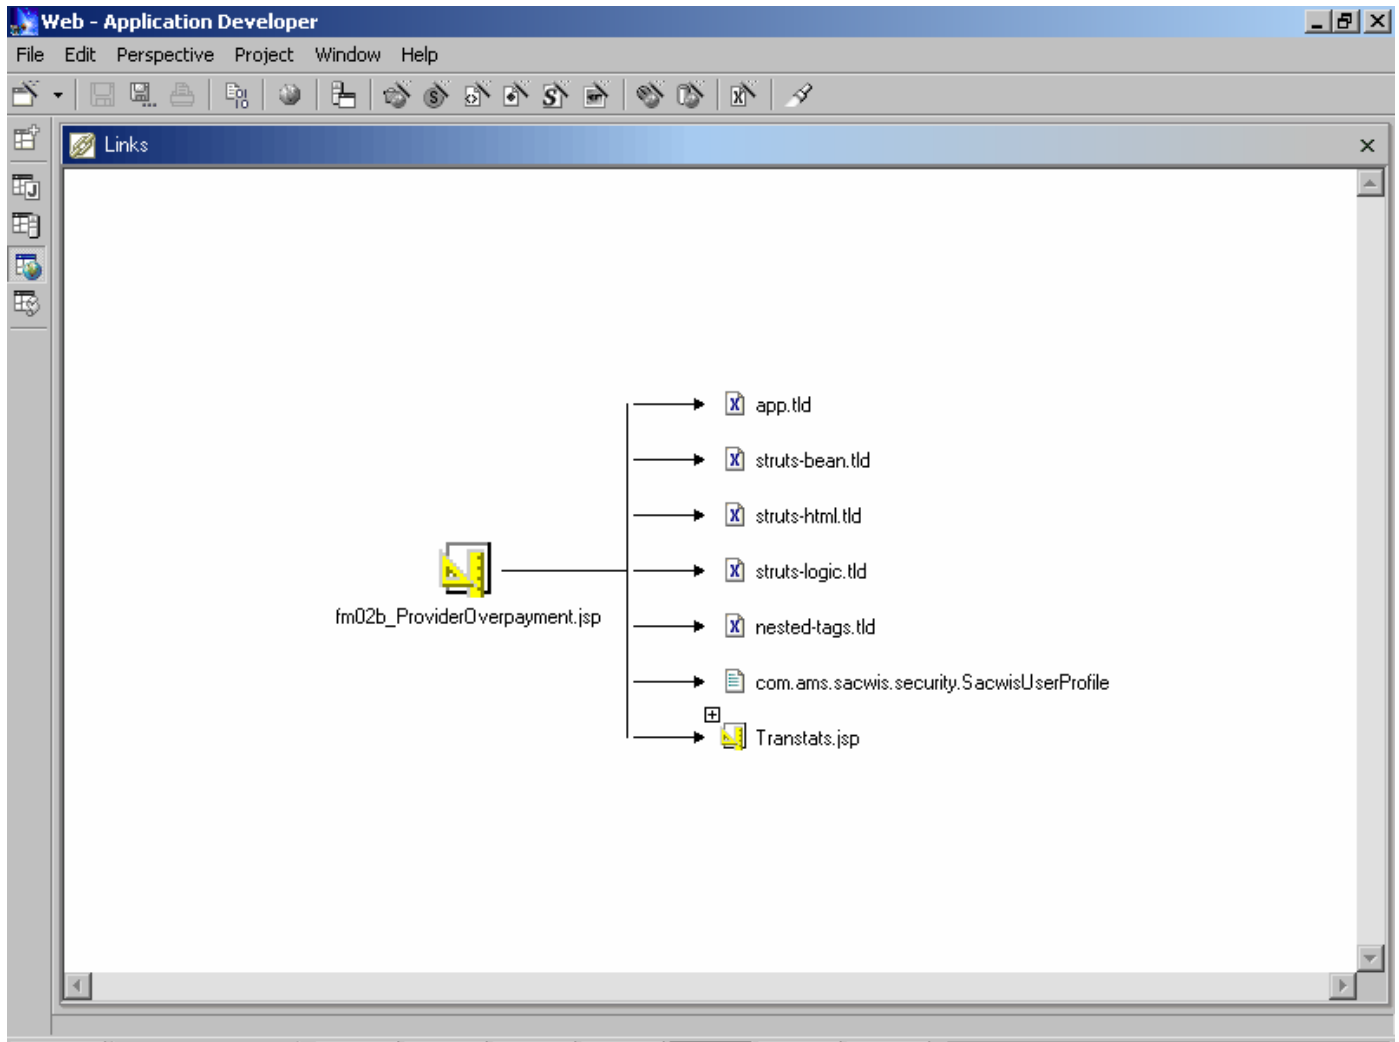 Web - Application Developer
File Edit Perspective Project Window Help
Links
app.tld
struts-bean.tld
struts-html.tld
struts-logic.tld
fm02b_ProviderOverpayment.jsp
nested-tags.tld
com.ams.sacwis.security.SacwisUserProfile
Transtats.jsp